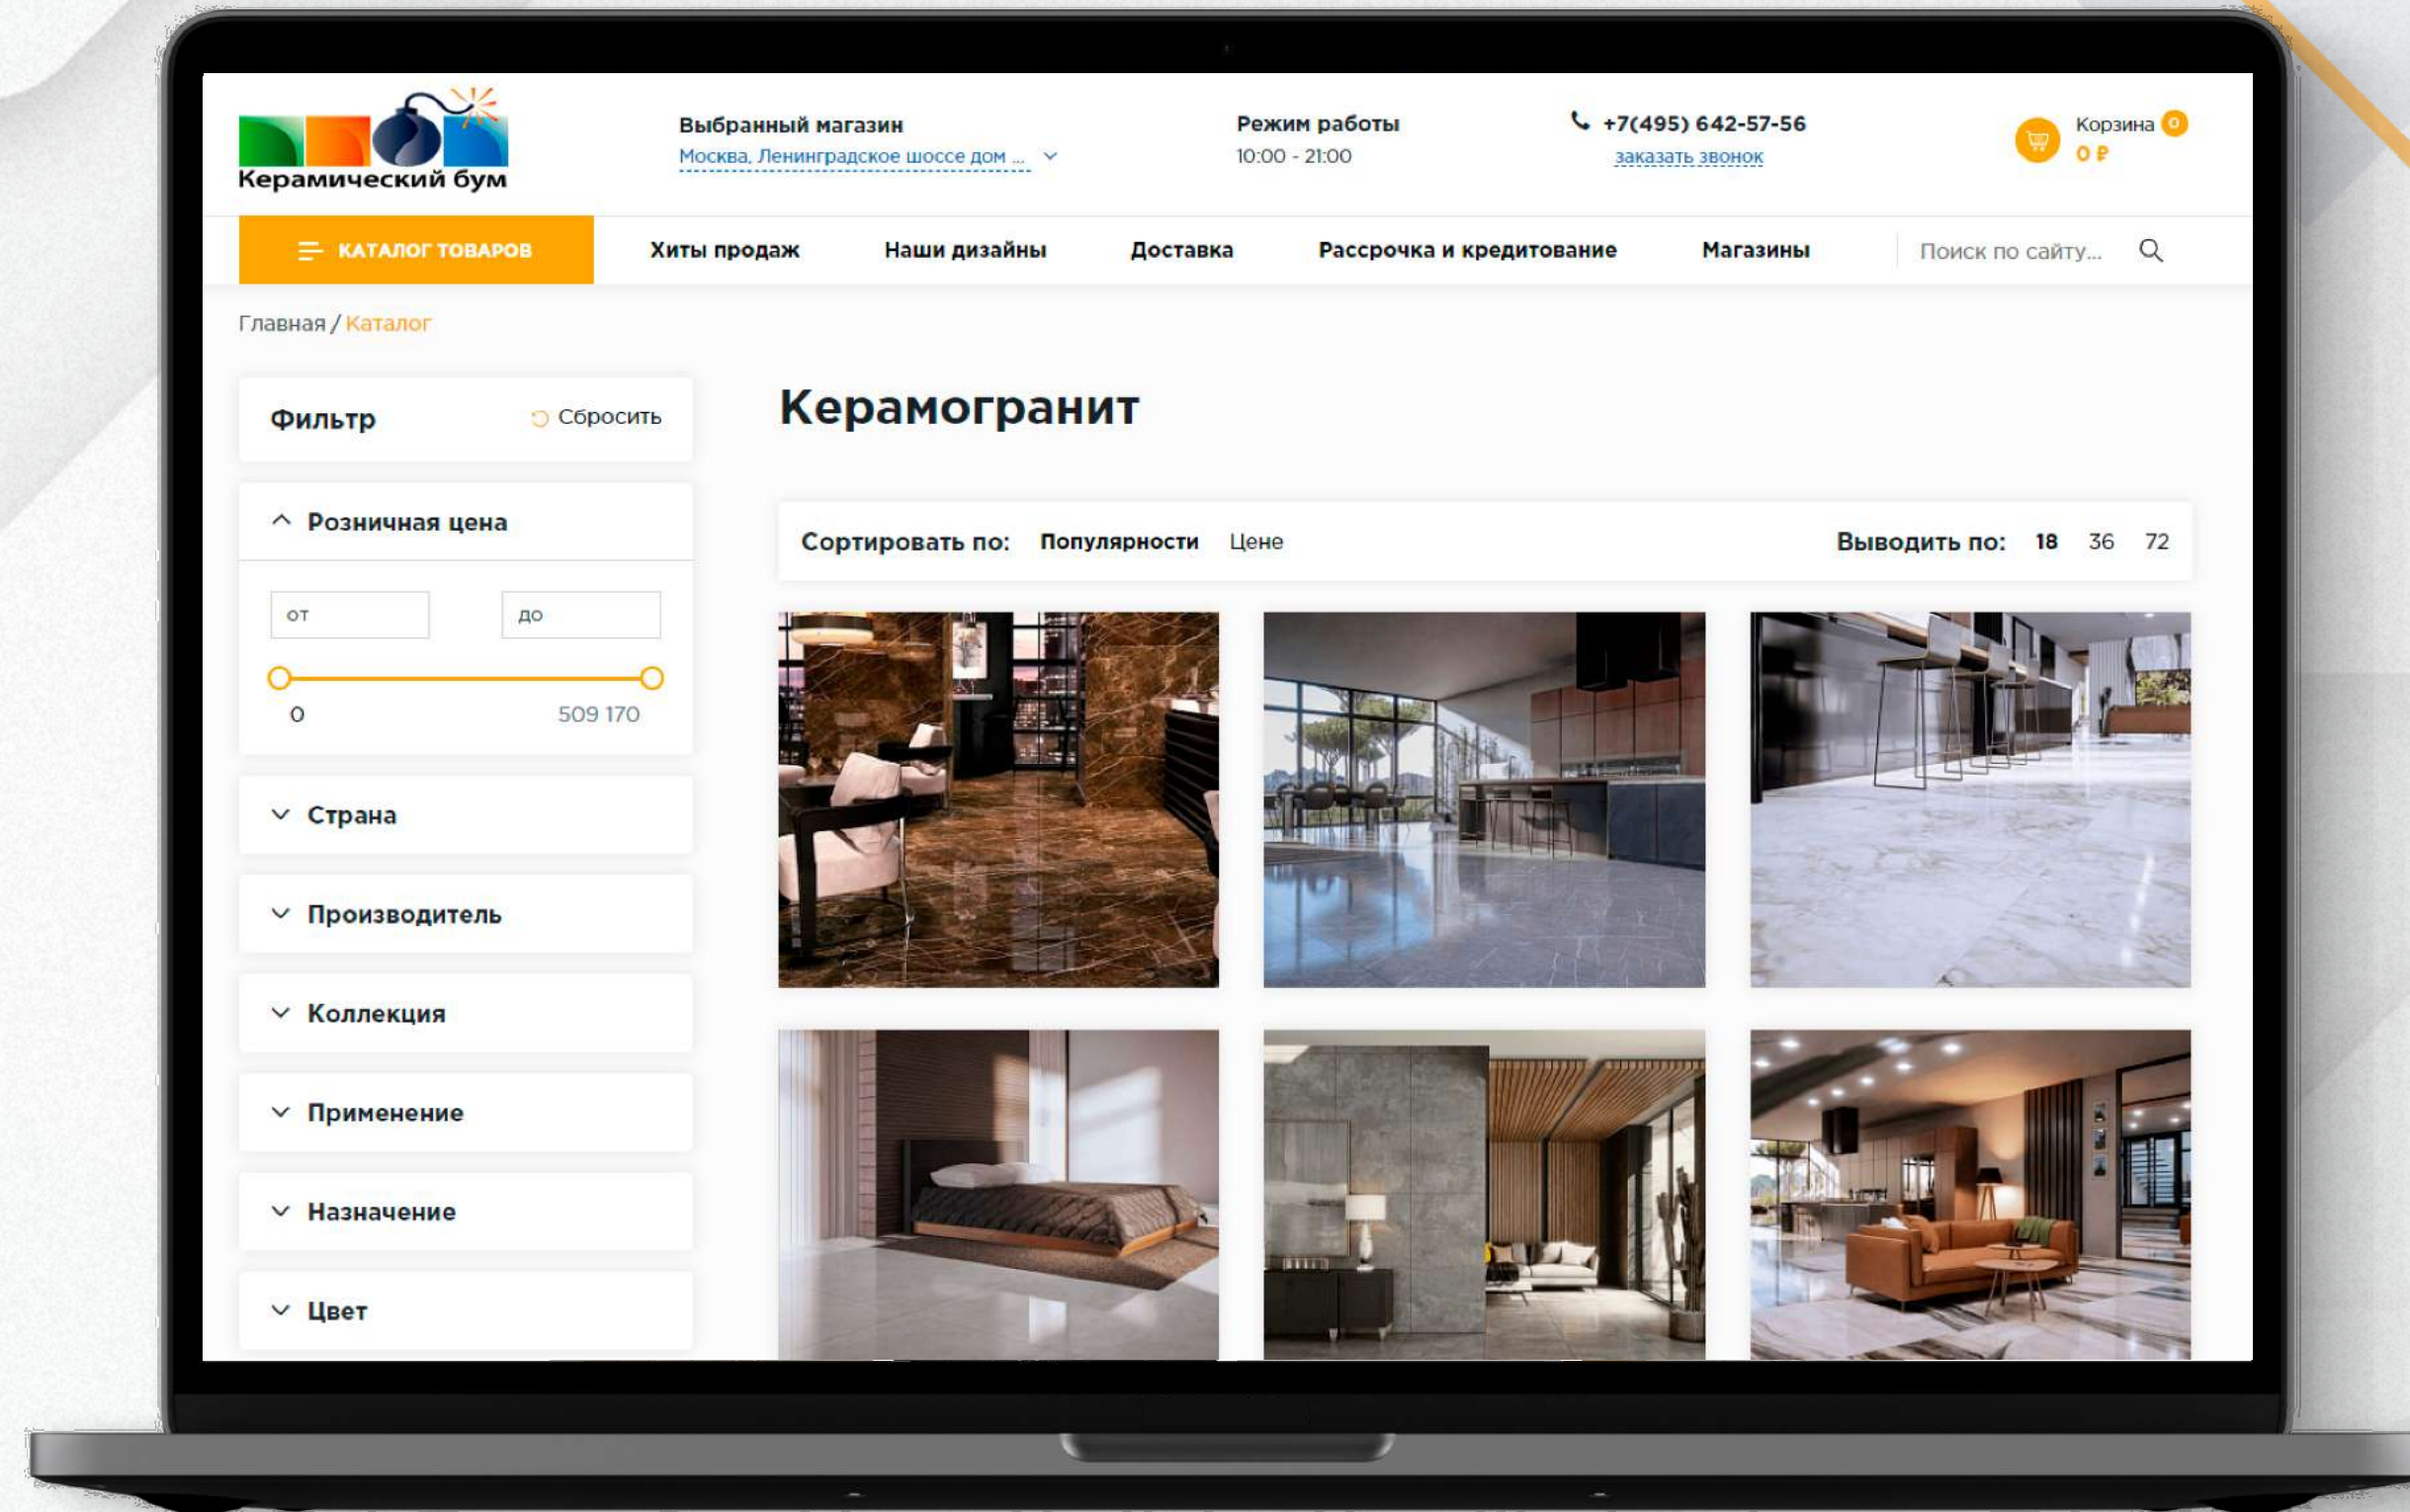 Керамический бум
Выбранный магазин
Москва, Ленинградское шоссе дом ...
Режим работы
10:00 - 21:00
+7(495) 642-57-56
заказать звонок
Корзина 0
0 ₽
КАТАЛОГ ТОВАРОВ
Хиты продаж
Наши дизайны
Доставка
Рассрочка и кредитование
Магазины
Поиск по сайту...
Главная / Каталог
Фильтр
Сбросить
Розничная цена
от
до
0
509 170
Страна
Производитель
Коллекция
Применение
Назначение
Цвет
Керамогранит
Сортировать по: Популярности Цене
Выводить по: 18 36 72